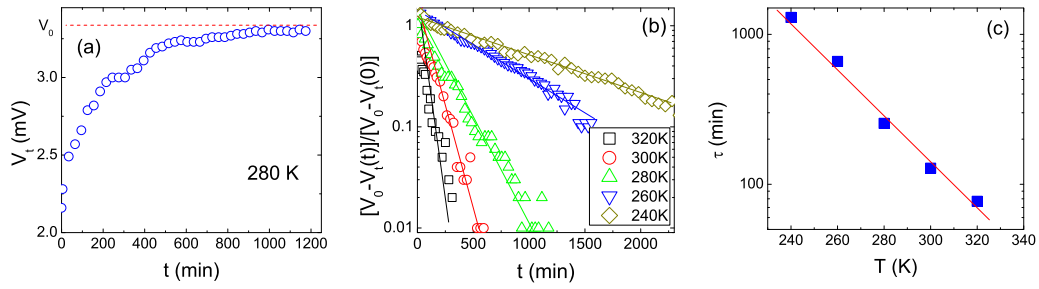 V0
(a)
3.0
2.5
2.0
Vt (mV)
280 K
0 200 400 600 800 1000 1200
t (min)
(b)
1
0.1
0.01
[V0-Vt(t)]/[V0-Vt(0)]
320K
300K
280K
260K
240K
0 500 1000 1500 2000
t (min)
(c)
1000
100
τ (min)
240 260 280 300 320 340
T (K)